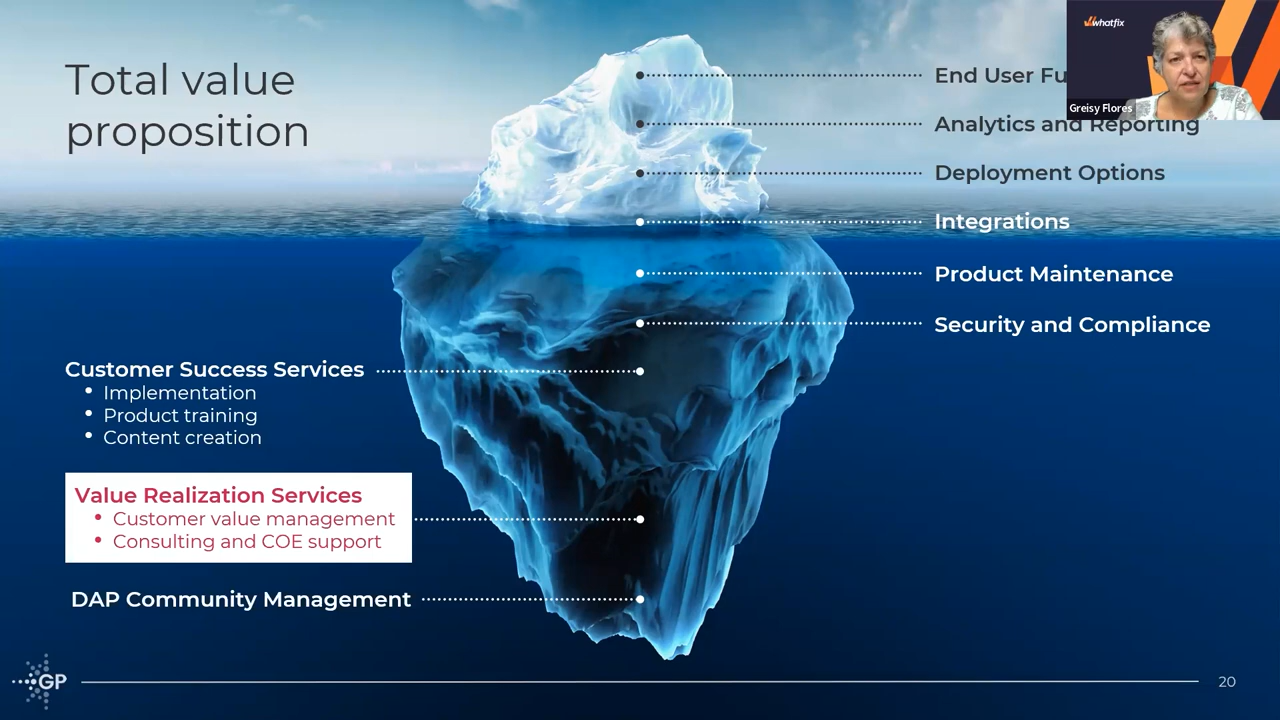 Total value
proposition
whatfix
Greisy Flores
End User
Analytics and Reporting
Deployment Options
Integrations
Product Maintenance
Security and Compliance
Customer Success Services
• Implementation
• Product training
• Content creation
Value Realization Services
• Customer value management
• Consulting and COE support
DAP Community Management
GP
20